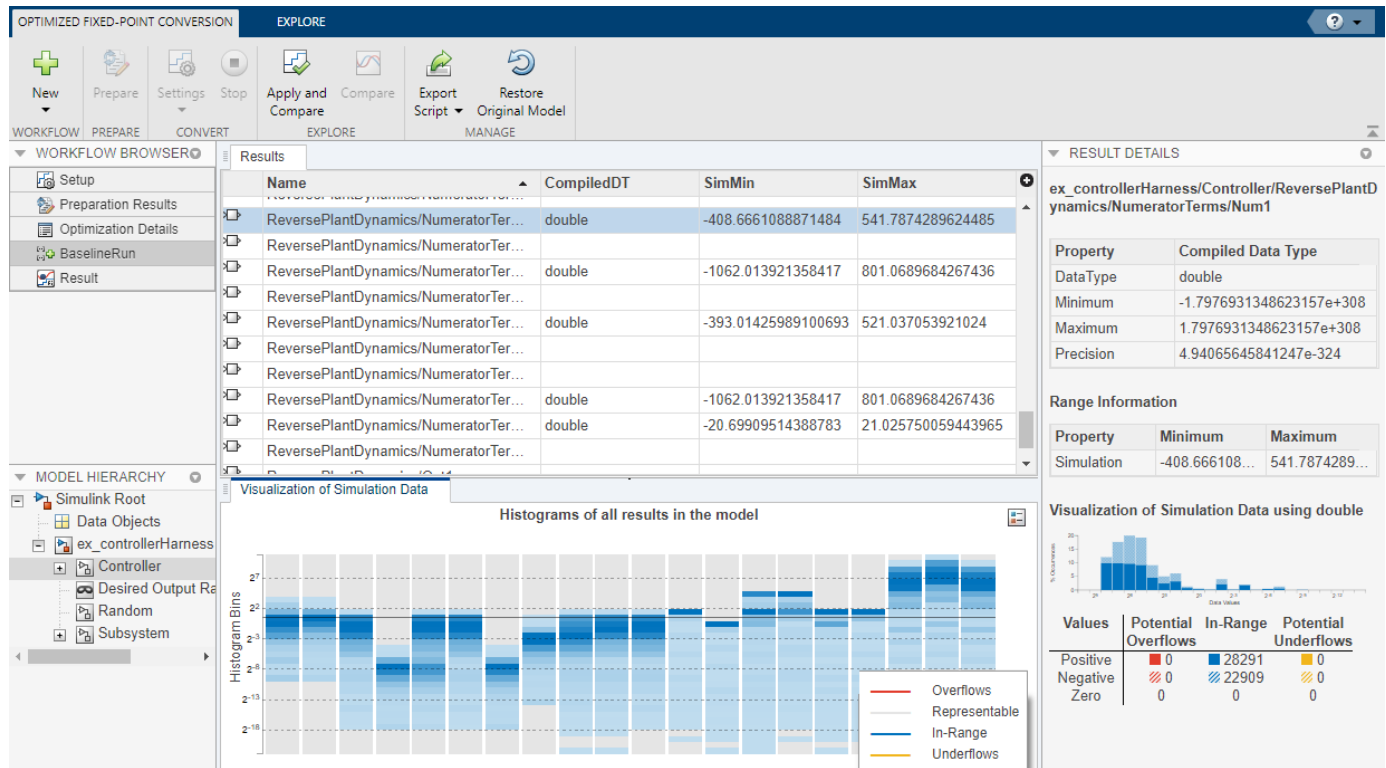 OPTIMIZED FIXED-POINT CONVERSION EXPLORE
?
New Prepare Settings Stop Apply and Compare Compare Export Script Restore Original Model
WORKFLOW PREPARE CONVERT EXPLORE MANAGE
WORKFLOW BROWSER
Setup
Preparation Results
Optimization Details
BaselineRun
Result
MODEL HIERARCHY
Simulink Root
Data Objects
ex_controllerHarness
Controller
Desired Output Ra
Random
Subsystem
Results
Name CompiledDT SimMin SimMax
ReversePlantDynamics/NumeratorTer... double -408.6661088871484 541.7874289624485
ReversePlantDynamics/NumeratorTer...
ReversePlantDynamics/NumeratorTer... double -1062.013921358417 801.0689684267436
ReversePlantDynamics/NumeratorTer...
ReversePlantDynamics/NumeratorTer... double -393.01425989100693 521.037053921024
ReversePlantDynamics/NumeratorTer...
ReversePlantDynamics/NumeratorTer...
ReversePlantDynamics/NumeratorTer... double -1062.013921358417 801.0689684267436
ReversePlantDynamics/NumeratorTer... double -20.69909514388783 21.025750059443965
ReversePlantDynamics/NumeratorTer...
Visualization of Simulation Data
Histograms of all results in the model
Histogram Bins
2^7
2^2
2^-3
2^-8
2^-13
2^-18
Overflows
Representable
In-Range
Underflows
RESULT DETAILS
ex_controllerHarness/Controller/ReversePlantD
ynamics/NumeratorTerms/Num1
Property Compiled Data Type
DataType double
Minimum -1.7976931348623157e+308
Maximum 1.7976931348623157e+308
Precision 4.94065645841247e-324
Range Information
Property Minimum Maximum
Simulation -408.666108... 541.7874289...
Visualization of Simulation Data using double
% Occurrences
20
15
10
5
0
Data Values
Values Potential Overflows In-Range Potential Underflows
Positive 0 28291 0
Negative 0 22909 0
Zero 0 0 0